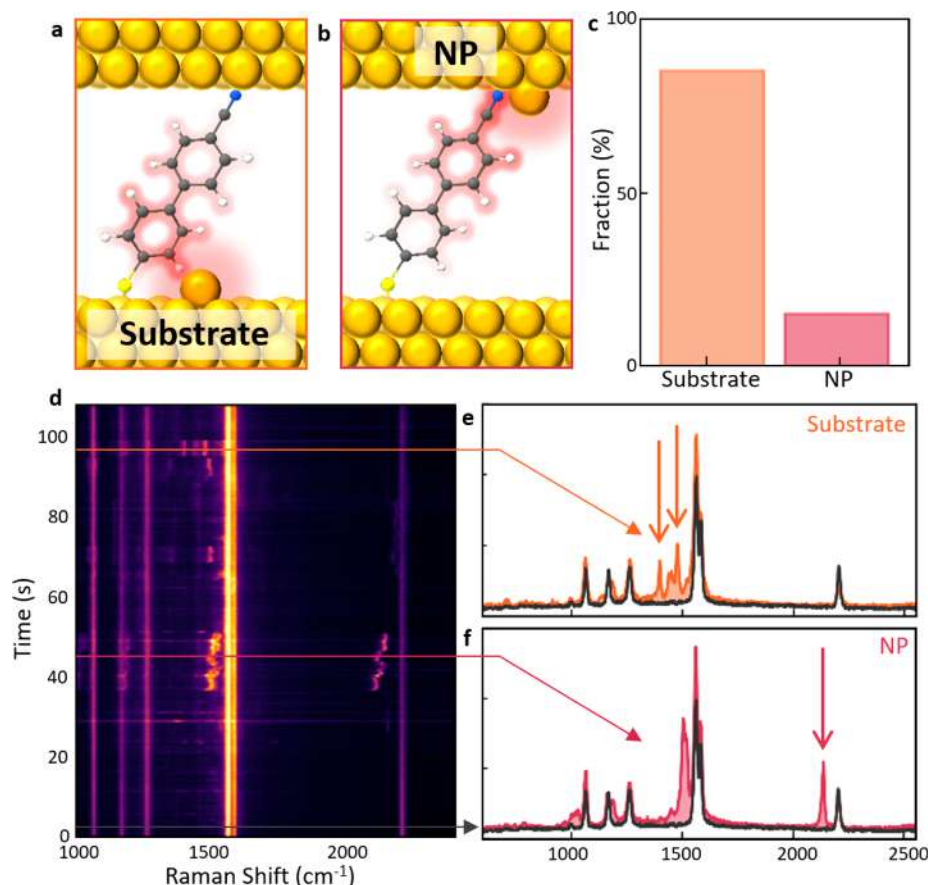 a
Substrate
b
NP
c
Fraction (%)
100
50
0
Substrate
NP
d
Time (s)
100
80
60
40
20
0
1000
1500
2000
Raman Shift (cm⁻¹)
e
Substrate
f
NP
1000
1500
2000
2500